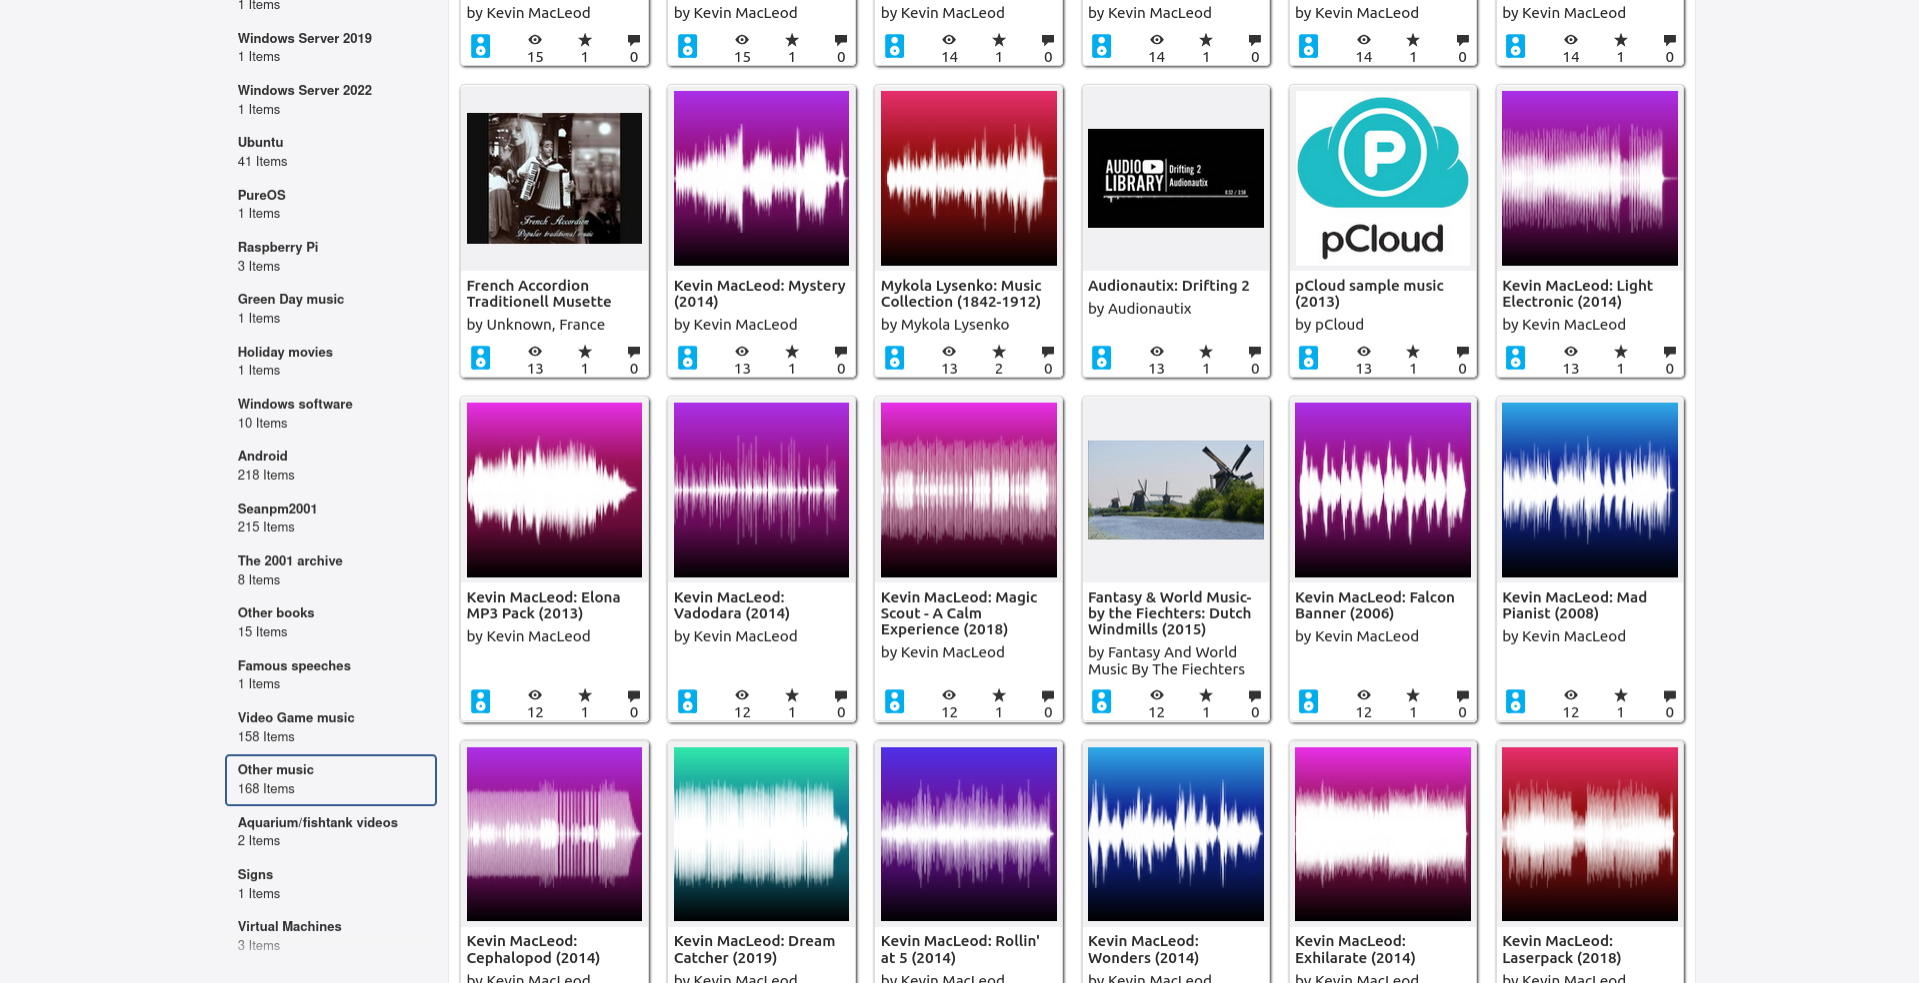 1 Items
Windows Server 2019
1 Items
Windows Server 2022
1 Items
Ubuntu
41 Items
PureOS
1 Items
Raspberry Pi
3 Items
Green Day music
1 Items
Holiday movies
1 Items
Windows software
10 Items
Android
218 Items
Seanpm2001
215 Items
The 2001 archive
8 Items
Other books
15 Items
Famous speeches
1 Items
Video Game music
158 Items
Other music
168 Items
Aquarium/fishtank videos
2 Items
Signs
1 Items
Virtual Machines
3 Items
by Kevin MacLeod
15 1 0
by Kevin MacLeod
15 1 0
by Kevin MacLeod
14 1 0
by Kevin MacLeod
14 1 0
by Kevin MacLeod
14 1 0
by Kevin MacLeod
14 1 0
French Accordion
Popular traditional music
French Accordion
Traditionell Musette
by Unknown, France
13 1 0
Kevin MacLeod: Mystery
(2014)
by Kevin MacLeod
13 1 0
Mykola Lysenko: Music
Collection (1842-1912)
by Mykola Lysenko
13 2 0
AUDIO
LIBRARY
Drifting 2
Audionautix
Audionautix: Drifting 2
by Audionautix
13 1 0
P
pCloud
pCloud sample music
(2013)
by pCloud
13 1 0
Kevin MacLeod: Light
Electronic (2014)
by Kevin MacLeod
13 1 0
Kevin MacLeod: Elona
MP3 Pack (2013)
by Kevin MacLeod
12 1 0
Kevin MacLeod:
Vadodara (2014)
by Kevin MacLeod
12 1 0
Kevin MacLeod: Magic
Scout - A Calm
Experience (2018)
by Kevin MacLeod
12 1 0
Fantasy & World Music-
by the Fiechters: Dutch
Windmills (2015)
by Fantasy And World
Music By The Fiechters
12 1 0
Kevin MacLeod: Falcon
Banner (2006)
by Kevin MacLeod
12 1 0
Kevin MacLeod: Mad
Pianist (2008)
by Kevin MacLeod
12 1 0
Kevin MacLeod:
Cephalopod (2014)
by Kevin MacLeod
Kevin MacLeod: Dream
Catcher (2019)
by Kevin MacLeod
Kevin MacLeod: Rollin'
at 5 (2014)
by Kevin MacLeod
Kevin MacLeod:
Wonders (2014)
by Kevin MacLeod
Kevin MacLeod:
Exhilarate (2014)
by Kevin MacLeod
Kevin MacLeod:
Laserpack (2018)
by Kevin MacLeod